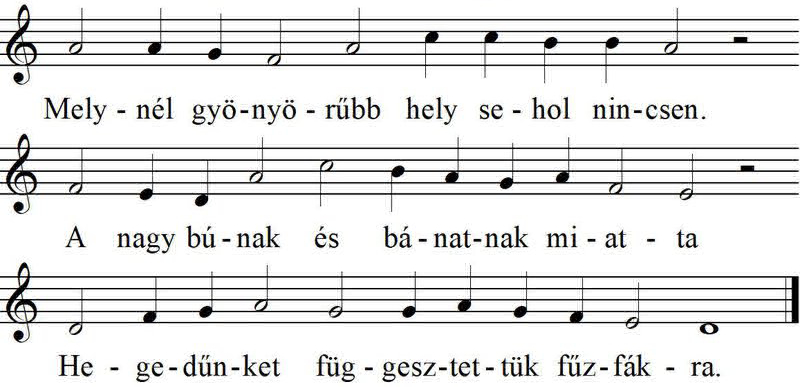 Mely - nél gyö - nyö - rűbb hely se - hol nin - csen.
A nagy bú - nak és bá - nat - nak mi - at - ta
He - ge - dűn - ket füg - gesz - tet - tük fűz - fák - ra.